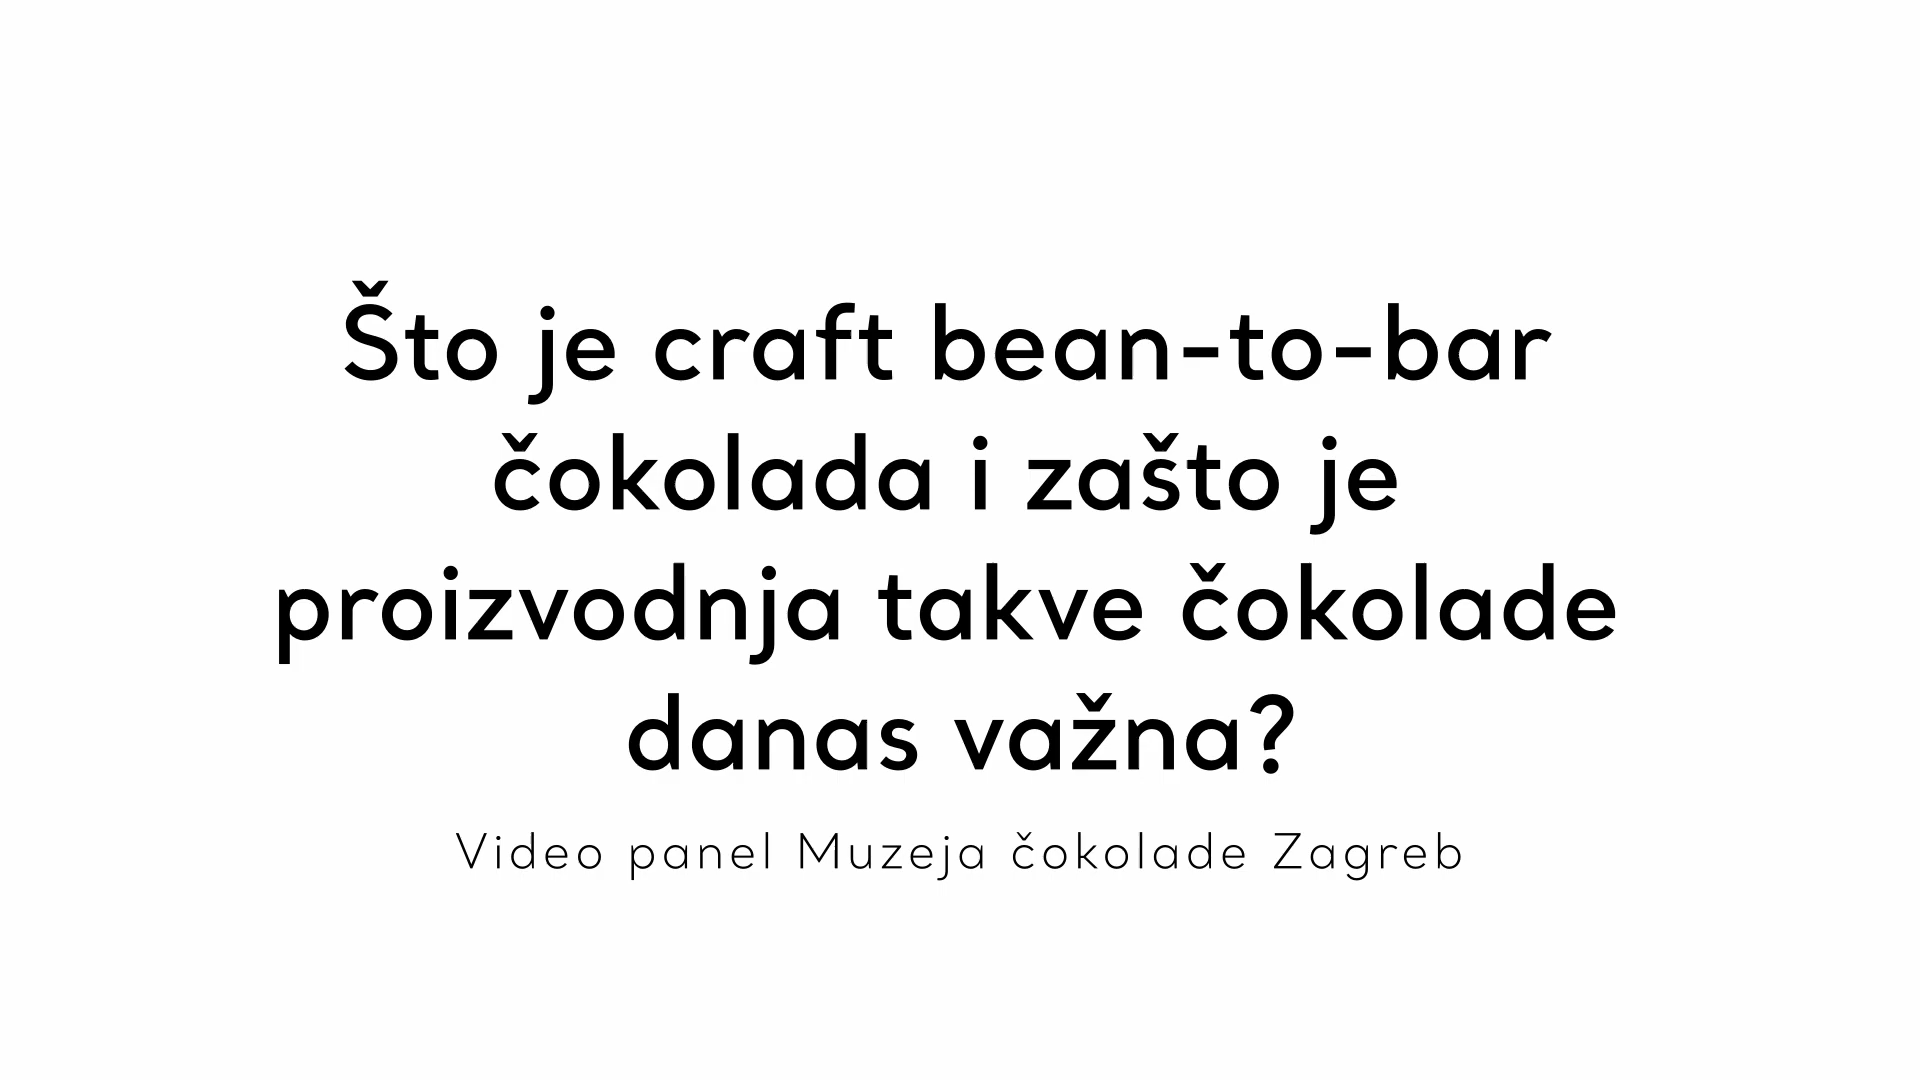 Što je craft bean-to-bar
čokolada i zašto je
proizvodnja takve čokolade
danas važna?
Video panel Muzeja čokolade Zagreb